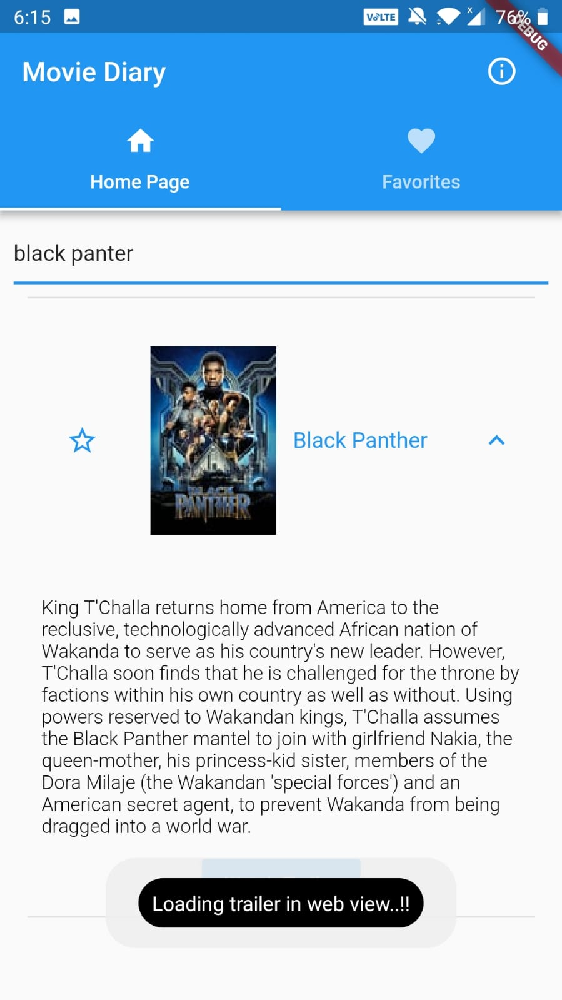 6:15
VoLTE
x
76%
DEBUG
Movie Diary
Home Page
Favorites
black panter
BLACK
PANTHER
Black Panther
King T'Challa returns home from America to the
reclusive, technologically advanced African nation of
Wakanda to serve as his country's new leader. However,
T'Challa soon finds that he is challenged for the throne by
factions within his own country as well as without. Using
powers reserved to Wakandan kings, T'Challa assumes
the Black Panther mantel to join with girlfriend Nakia, the
queen-mother, his princess-kid sister, members of the
Dora Milaje (the Wakandan 'special forces') and an
American secret agent, to prevent Wakanda from being
dragged into a world war.
Loading trailer in web view..!!